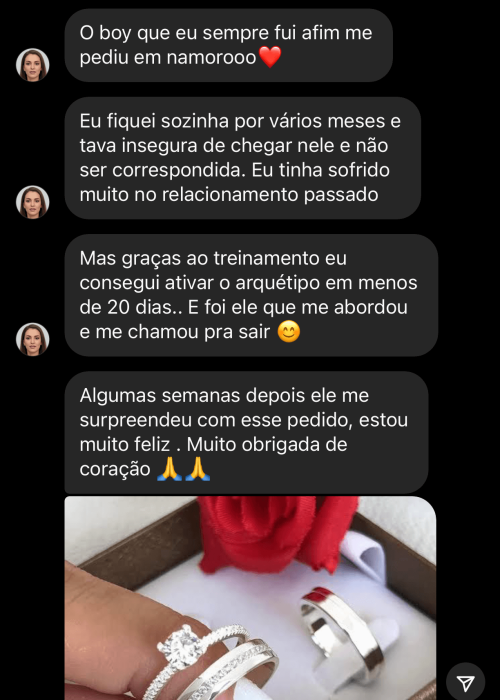 O boy que eu sempre fui afim me
pediu em namorooo❤️
Eu fiquei sozinha por vários meses e
tava insegura de chegar nele e não
ser correspondida. Eu tinha sofrido
muito no relacionamento passado
Mas graças ao treinamento eu
consegui ativar o arquétipo em menos
de 20 dias.. E foi ele que me abordou
e me chamou pra sair 😊
Algumas semanas depois ele me
surpreendeu com esse pedido, estou
muito feliz . Muito obrigada de
coração 🙏🙏